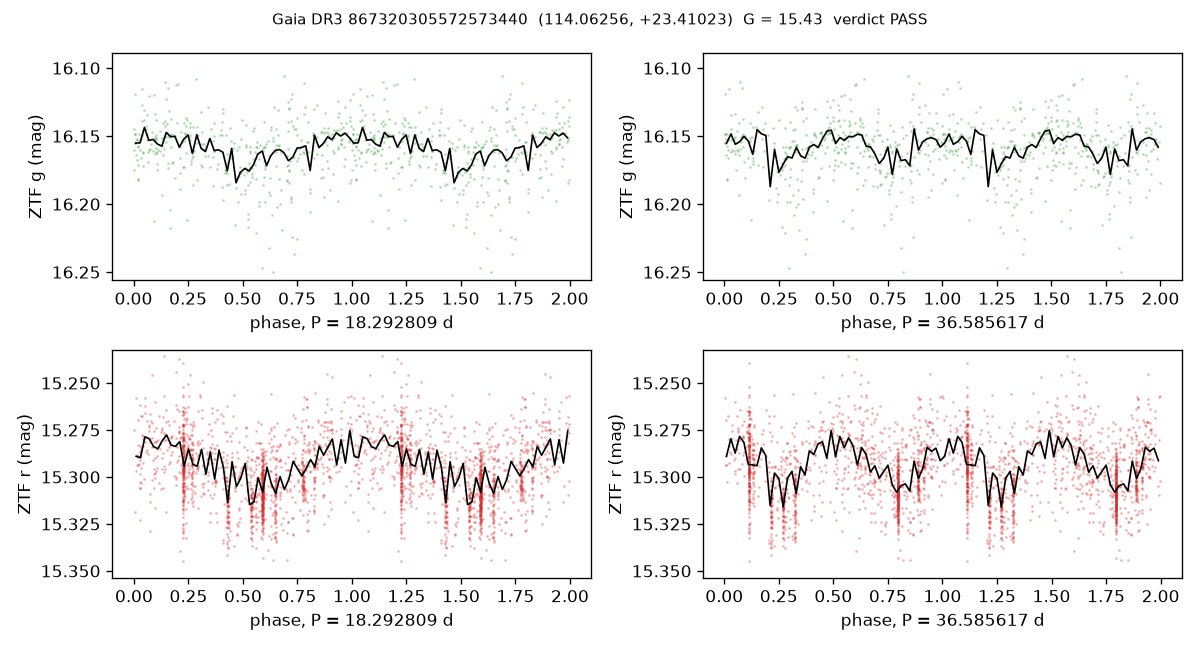 Gaia DR3 867320305572573440 (114.06256, +23.41023) G = 15.43 verdict PASS
ZTF g (mag)
16.10
16.15
16.20
16.25
0.00 0.25 0.50 0.75 1.00 1.25 1.50 1.75 2.00
phase, P = 18.292809 d
ZTF g (mag)
16.10
16.15
16.20
16.25
0.00 0.25 0.50 0.75 1.00 1.25 1.50 1.75 2.00
phase, P = 36.585617 d
ZTF r (mag)
15.250
15.275
15.300
15.325
15.350
0.00 0.25 0.50 0.75 1.00 1.25 1.50 1.75 2.00
phase, P = 18.292809 d
ZTF r (mag)
15.250
15.275
15.300
15.325
15.350
0.00 0.25 0.50 0.75 1.00 1.25 1.50 1.75 2.00
phase, P = 36.585617 d